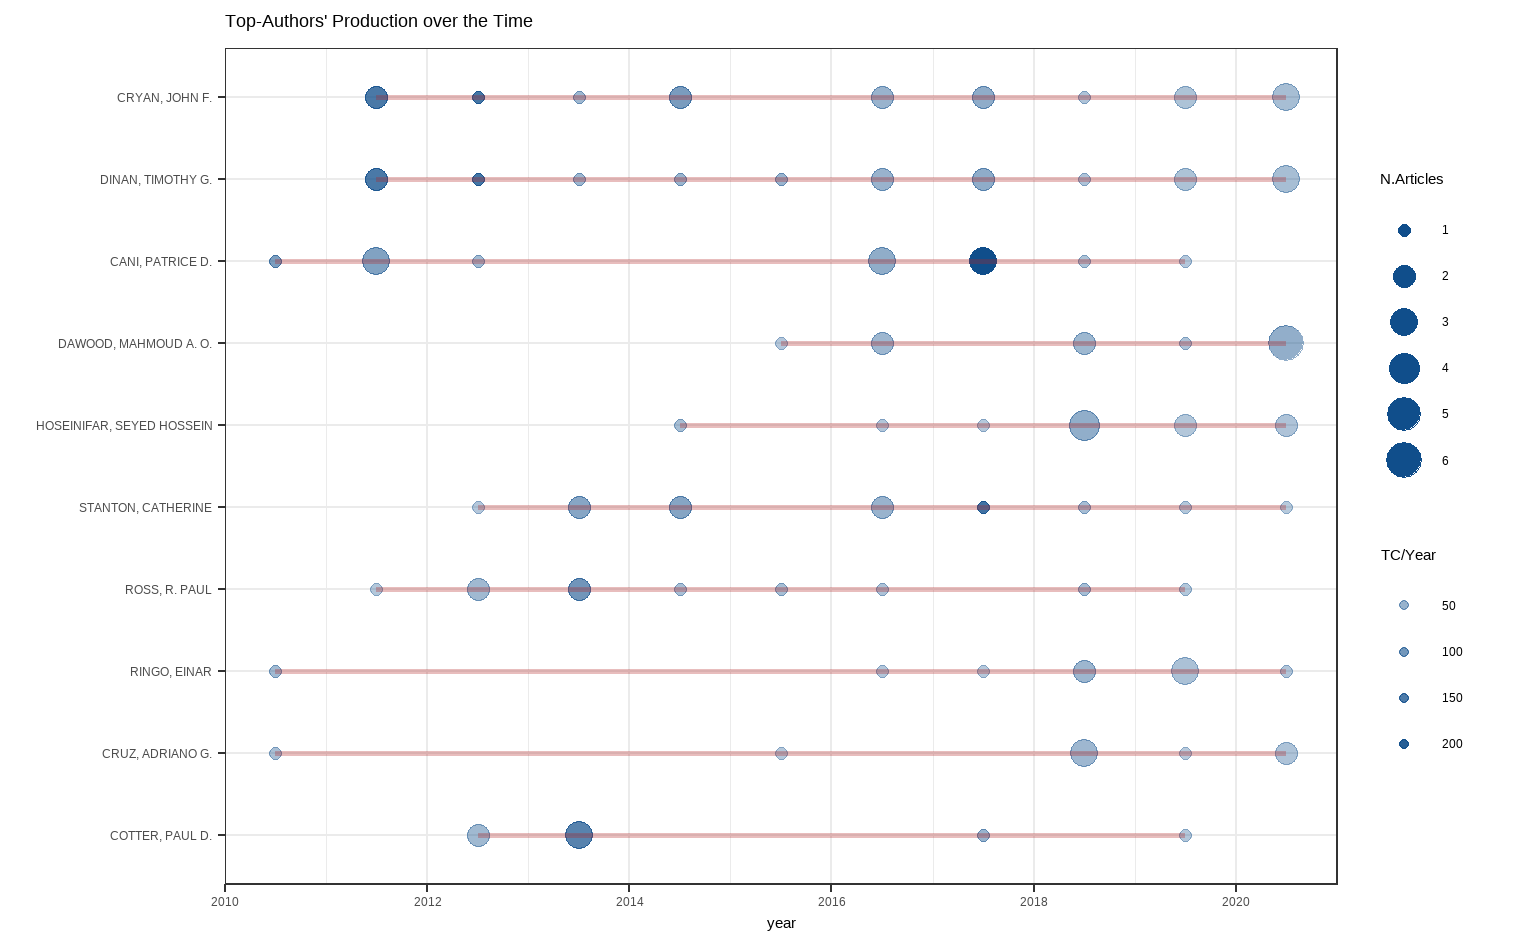 Top-Authors' Production over the Time
CRYAN, JOHN F.
DINAN, TIMOTHY G.
CANI, PATRICE D.
DAWOOD, MAHMOUD A. O.
HOSEINIFAR, SEYED HOSSEIN
STANTON, CATHERINE
ROSS, R. PAUL
RINGO, EINAR
CRUZ, ADRIANO G.
COTTER, PAUL D.
2010 2012 2014 2016 2018 2020
year
N.Articles
1
2
3
4
5
6
TC/Year
50
100
150
200